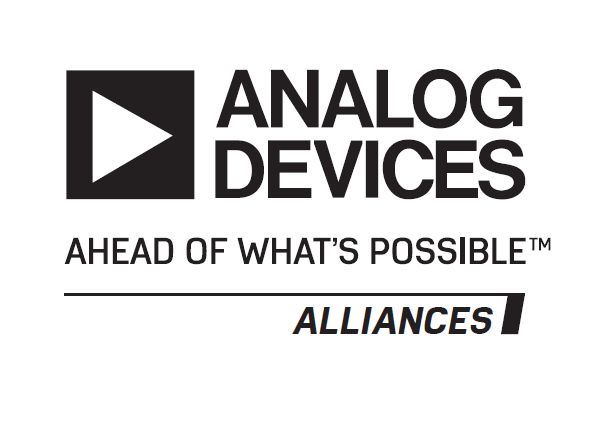 ANALOG
DEVICES
AHEAD OF WHAT'S POSSIBLE™
ALLIANCES